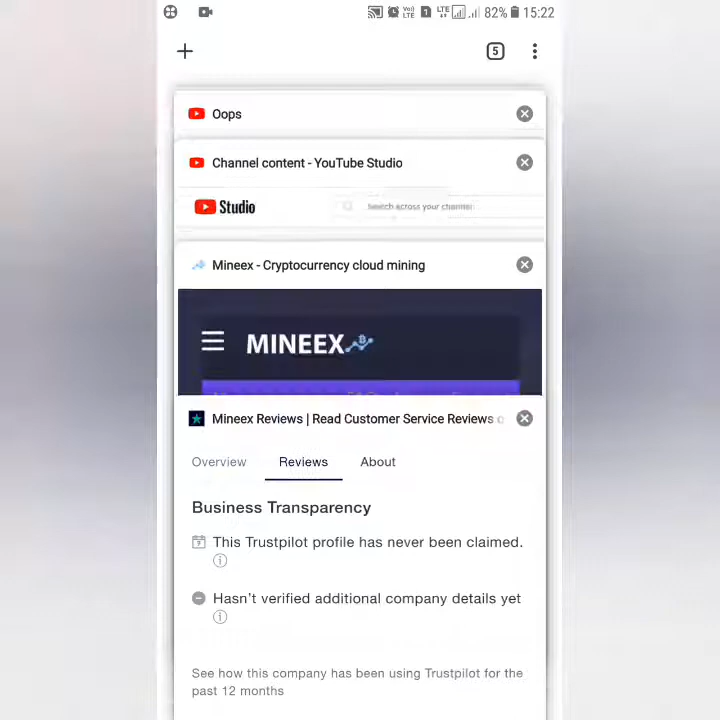 82% 15:22
5
Oops
Channel content - YouTube Studio
Studio Search across your channel
Mineex - Cryptocurrency cloud mining
MINEEX
Mineex Reviews | Read Customer Service Reviews o
Overview Reviews About
Business Transparency
This Trustpilot profile has never been claimed.
Hasn't verified additional company details yet
See how this company has been using Trustpilot for the
past 12 months